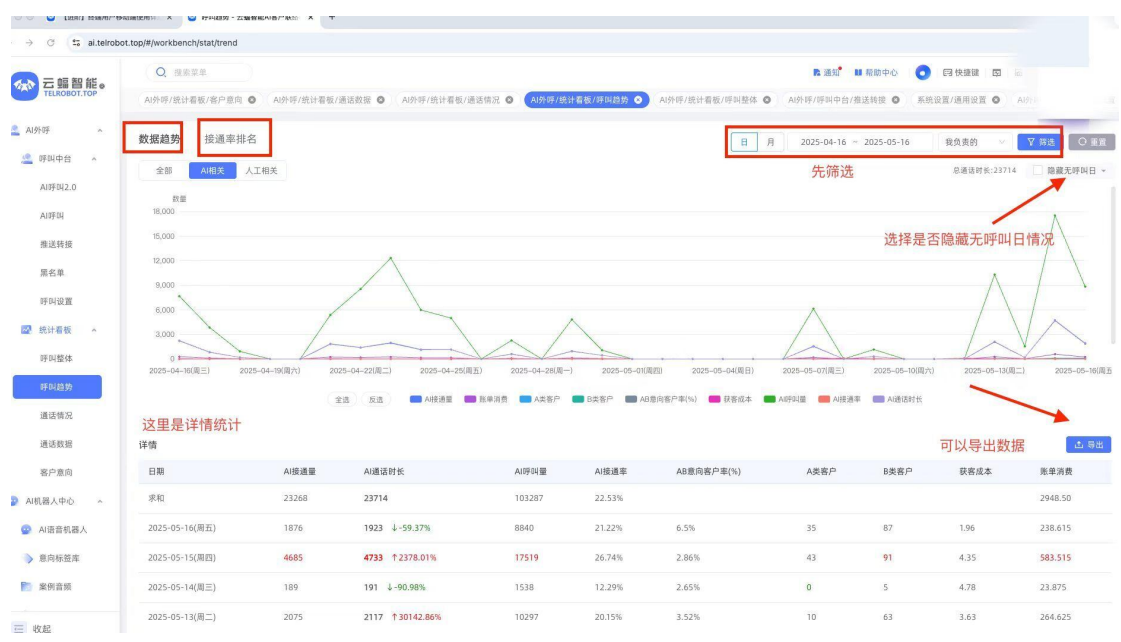 ai.telrobot.top/#/workbench/stat/trend
云蝠智能
TELROBOT.TOP
搜索菜单
通知 帮助中心 快捷键
AI外呼/统计看板/客户意向 AI外呼/统计看板/通话数据 AI外呼/统计看板/通话情况 AI外呼/统计看板/呼叫趋势 AI外呼/统计看板/呼叫整体 AI外呼/呼叫中台/推送转接 系统设置/通用设置
AI外呼
呼叫中台
AI呼叫2.0
AI呼叫
推送转接
黑名单
呼叫设置
统计看板
呼叫整体
呼叫趋势
通话情况
通话数据
客户意向
AI机器人中心
AI语音机器人
意向标签库
案例音频
收起
数据趋势 接通率排名
日 月 2025-04-16 ~ 2025-05-16 我负责的 筛选 重置
全部 AI相关 人工相关
先筛选
总通话时长:23714 隐藏无呼叫日
选择是否隐藏无呼叫日情况
数量
18,000
15,000
12,000
9,000
6,000
3,000
0
2025-04-16(周三) 2025-04-19(周六) 2025-04-22(周二) 2025-04-25(周五) 2025-04-28(周一) 2025-05-01(周四) 2025-05-04(周日) 2025-05-07(周三) 2025-05-10(周六) 2025-05-13(周二) 2025-05-16(周五
全选 反选 AI接通量 账单消费 A类客户 B类客户 AB意向客户率(%) 获客成本 AI呼叫量 AI接通率 AI通话时长
这里是详情统计
详情
可以导出数据 导出
日期 AI接通量 AI通话时长 AI呼叫量 AI接通率 AB意向客户率(%) A类客户 B类客户 获客成本 账单消费
求和 23268 23714 103287 22.53% 2948.50
2025-05-16(周五) 1876 1923 ↓-59.37% 8840 21.22% 6.5% 35 87 1.96 238.615
2025-05-15(周四) 4685 4733 ↑2378.01% 17519 26.74% 2.86% 43 91 4.35 583.515
2025-05-14(周三) 189 191 ↓-90.98% 1538 12.29% 2.65% 0 5 4.78 23.875
2025-05-13(周二) 2075 2117 ↑30142.86% 10297 20.15% 3.52% 10 63 3.63 264.625